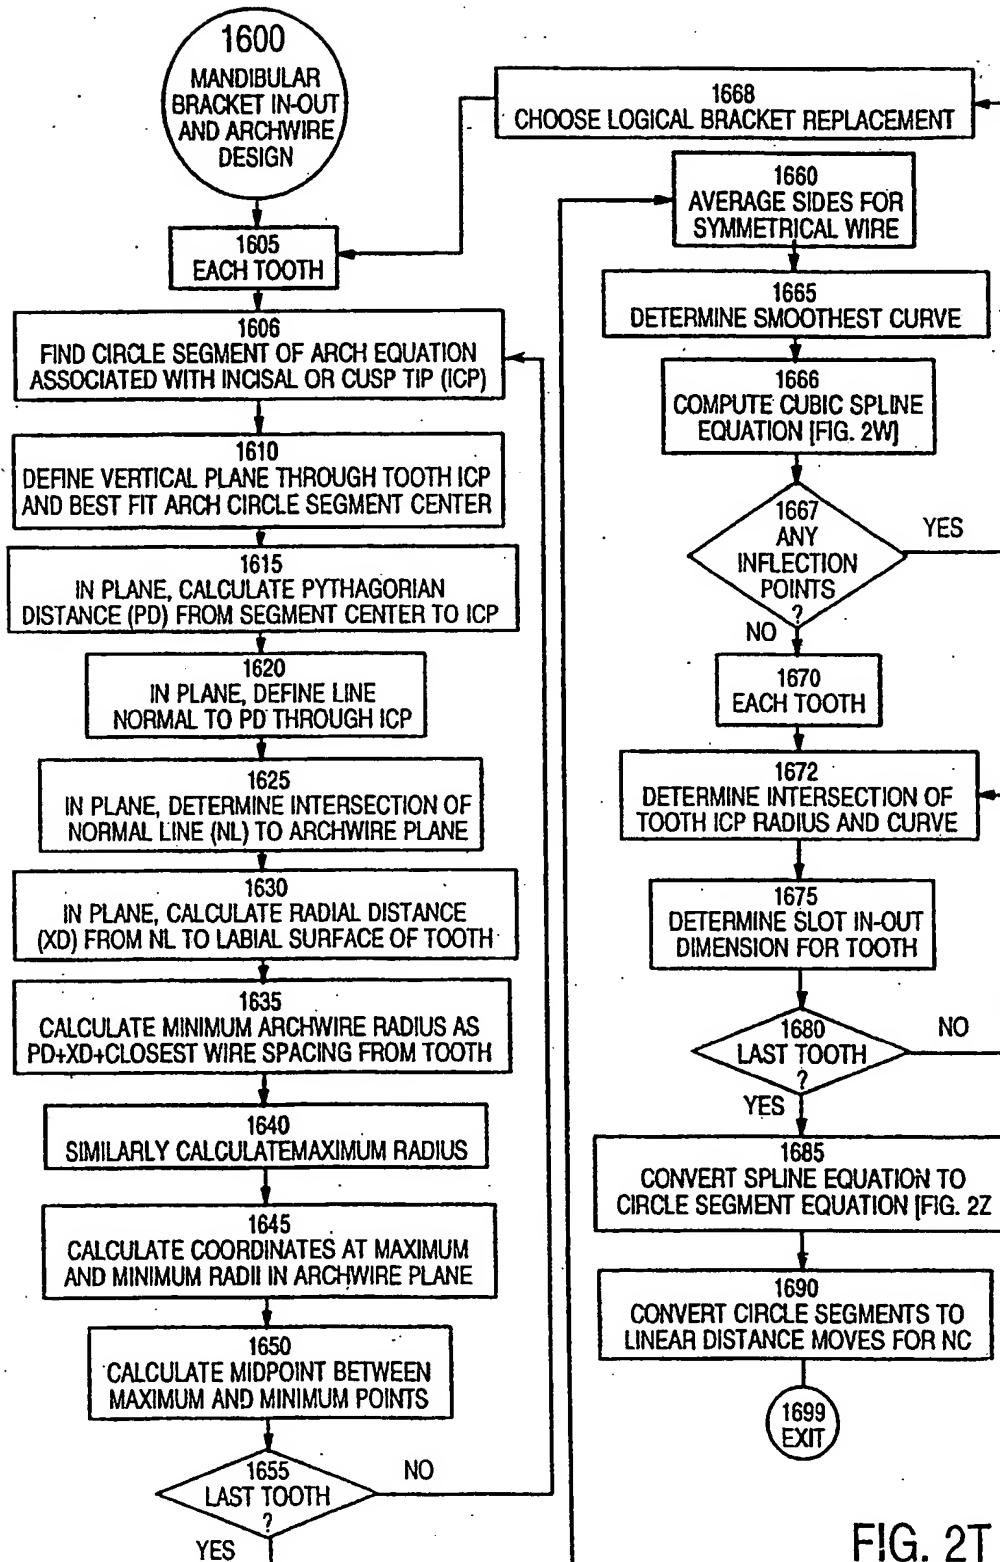 1600
MANDIBULAR
BRACKET IN-OUT
AND ARCHWIRE
DESIGN
1605
EACH TOOTH
1606
FIND CIRCLE SEGMENT OF ARCH EQUATION
ASSOCIATED WITH INCISAL OR CUSP TIP (ICP)
1610
DEFINE VERTICAL PLANE THROUGH TOOTH ICP
AND BEST FIT ARCH CIRCLE SEGMENT CENTER
1615
IN PLANE, CALCULATE PYTHAGORIAN
DISTANCE (PD) FROM SEGMENT CENTER TO ICP
1620
IN PLANE, DEFINE LINE
NORMAL TO PD THROUGH ICP
1625
IN PLANE, DETERMINE INTERSECTION OF
NORMAL LINE (NL) TO ARCHWIRE PLANE
1630
IN PLANE, CALCULATE RADIAL DISTANCE
(XD) FROM NL TO LABIAL SURFACE OF TOOTH
1635
CALCULATE MINIMUM ARCHWIRE RADIUS AS
PD+XD+CLOSEST WIRE SPACING FROM TOOTH
1640
SIMILARLY CALCULATEMAXIMUM RADIUS
1645
CALCULATE COORDINATES AT MAXIMUM
AND MINIMUM RADII IN ARCHWIRE PLANE
1650
CALCULATE MIDPOINT BETWEEN
MAXIMUM AND MINIMUM POINTS
1655
LAST TOOTH
?
NO
YES
1668
CHOOSE LOGICAL BRACKET REPLACEMENT
1660
AVERAGE SIDES FOR
SYMMETRICAL WIRE
1665
DETERMINE SMOOTHEST CURVE
1666
COMPUTE CUBIC SPLINE
EQUATION [FIG. 2W]
1667
ANY
INFLECTION
POINTS
?
YES
NO
1670
EACH TOOTH
1672
DETERMINE INTERSECTION OF
TOOTH ICP RADIUS AND CURVE
1675
DETERMINE SLOT IN-OUT
DIMENSION FOR TOOTH
1680
LAST TOOTH
?
NO
YES
1685
CONVERT SPLINE EQUATION TO
CIRCLE SEGMENT EQUATION [FIG. 2Z
1690
CONVERT CIRCLE SEGMENTS TO
LINEAR DISTANCE MOVES FOR NC
1699
EXIT
FIG. 2T